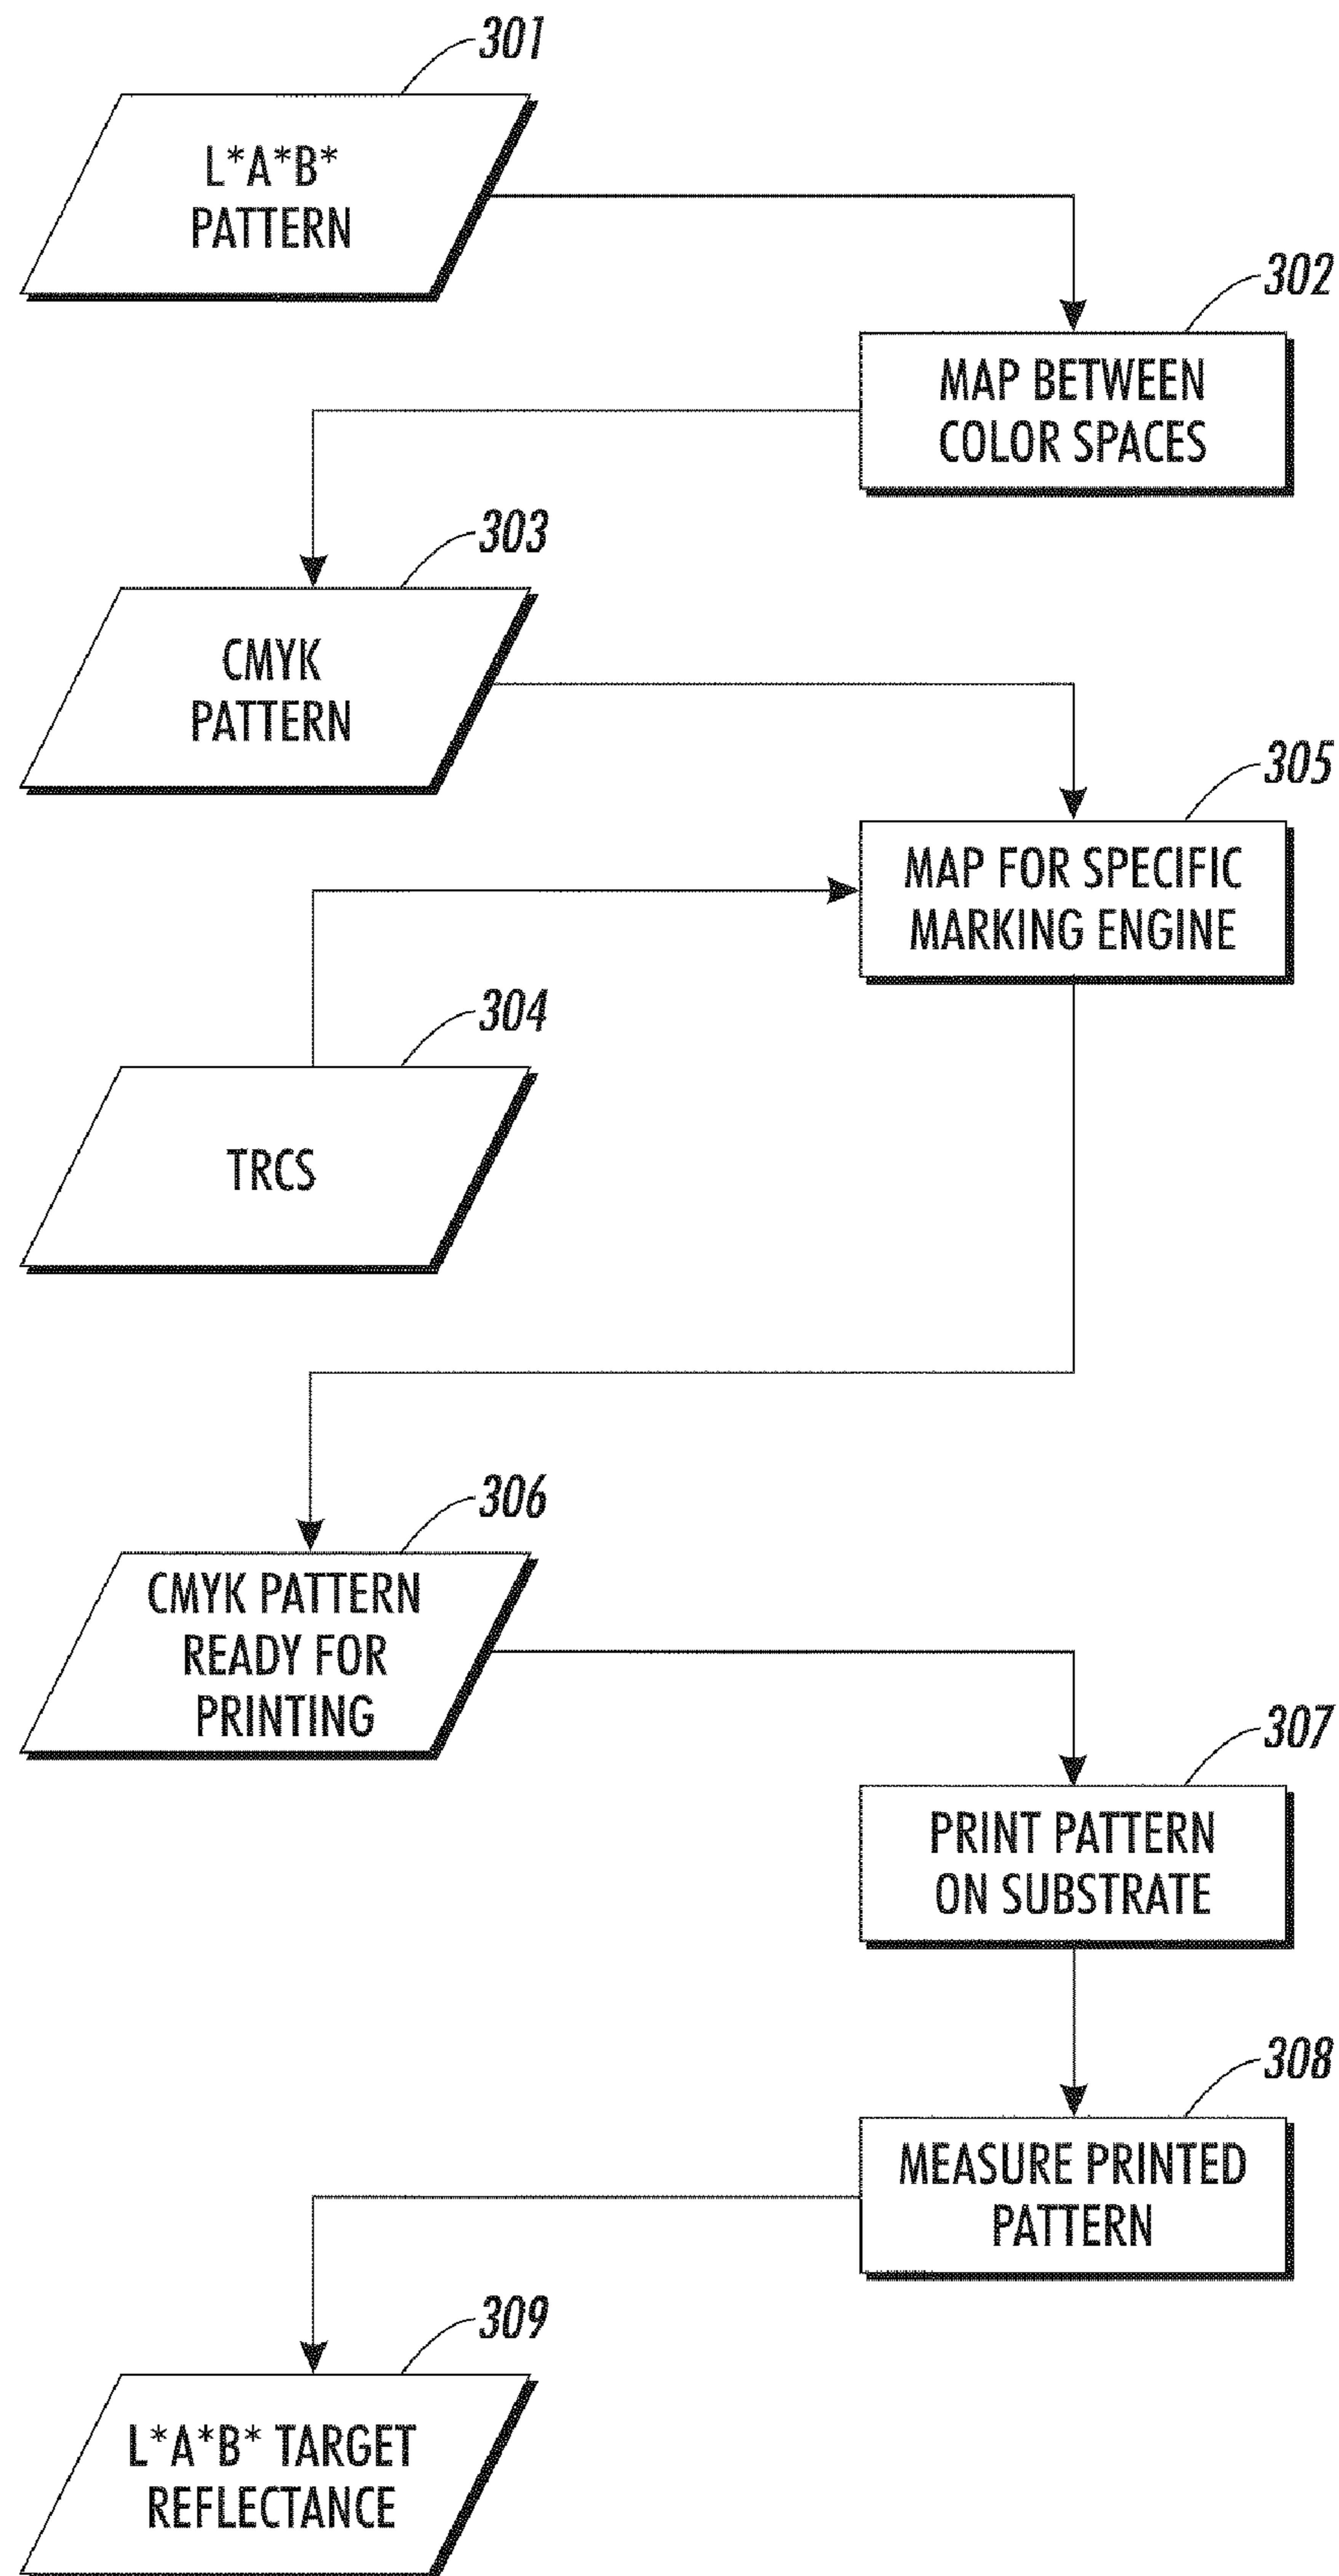 301
L*A*B*
PATTERN
302
MAP BETWEEN
COLOR SPACES
303
CMYK
PATTERN
305
MAP FOR SPECIFIC
MARKING ENGINE
304
TRCS
306
CMYK PATTERN
READY FOR
PRINTING
307
PRINT PATTERN
ON SUBSTRATE
308
MEASURE PRINTED
PATTERN
309
L*A*B* TARGET
REFLECTANCE